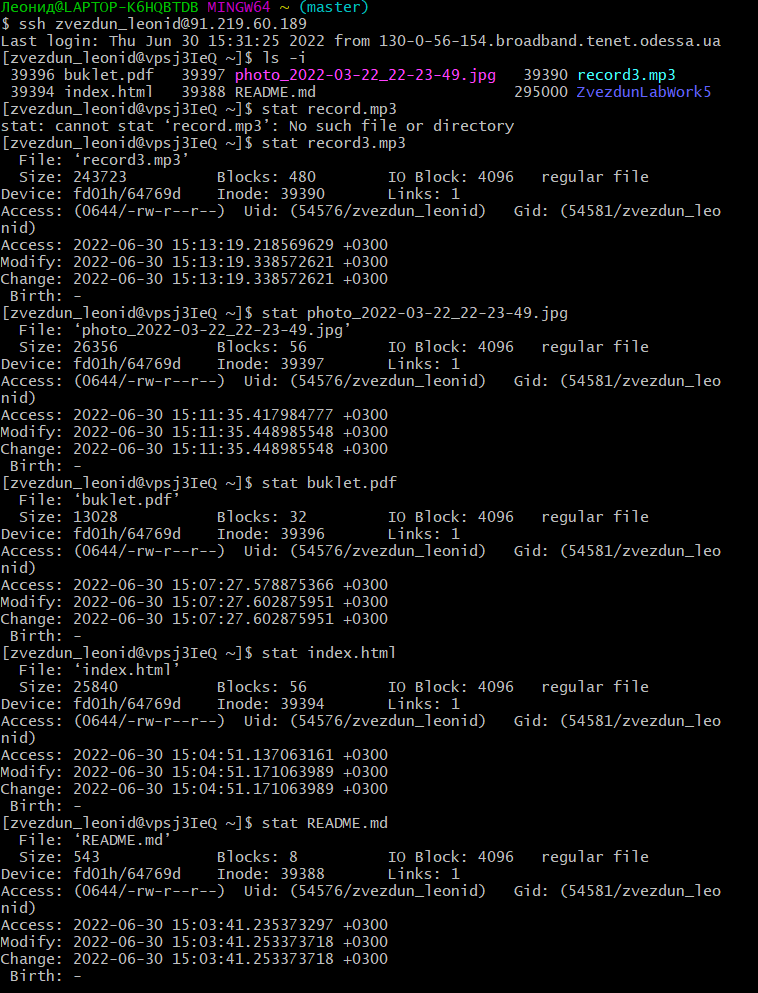 Леонид@LAPTOP-K6HQBTDB MINGW64 ~ (master)
$ ssh zvezdun_leonid@91.219.60.189
Last login: Thu Jun 30 15:31:25 2022 from 130-0-56-154.broadband.tenet.odessa.ua
[zvezdun_leonid@vpsj3IeQ ~]$ ls -i
 39396 buklet.pdf   39397 photo_2022-03-22_22-23-49.jpg   39390 record3.mp3
 39394 index.html   39388 README.md                      295000 ZvezdunLabWork5
[zvezdun_leonid@vpsj3IeQ ~]$ stat record.mp3
stat: cannot stat ‘record.mp3’: No such file or directory
[zvezdun_leonid@vpsj3IeQ ~]$ stat record3.mp3
  File: ‘record3.mp3’
  Size: 243723          Blocks: 480        IO Block: 4096   regular file
Device: fd01h/64769d    Inode: 39390       Links: 1
Access: (0644/-rw-r--r--)  Uid: (54576/zvezdun_leonid)   Gid: (54581/zvezdun_leo
nid)
Access: 2022-06-30 15:13:19.218569629 +0300
Modify: 2022-06-30 15:13:19.338572621 +0300
Change: 2022-06-30 15:13:19.338572621 +0300
 Birth: -
[zvezdun_leonid@vpsj3IeQ ~]$ stat photo_2022-03-22_22-23-49.jpg
  File: ‘photo_2022-03-22_22-23-49.jpg’
  Size: 26356           Blocks: 56         IO Block: 4096   regular file
Device: fd01h/64769d    Inode: 39397       Links: 1
Access: (0644/-rw-r--r--)  Uid: (54576/zvezdun_leonid)   Gid: (54581/zvezdun_leo
nid)
Access: 2022-06-30 15:11:35.417984777 +0300
Modify: 2022-06-30 15:11:35.448985548 +0300
Change: 2022-06-30 15:11:35.448985548 +0300
 Birth: -
[zvezdun_leonid@vpsj3IeQ ~]$ stat buklet.pdf
  File: ‘buklet.pdf’
  Size: 13028           Blocks: 32         IO Block: 4096   regular file
Device: fd01h/64769d    Inode: 39396       Links: 1
Access: (0644/-rw-r--r--)  Uid: (54576/zvezdun_leonid)   Gid: (54581/zvezdun_leo
nid)
Access: 2022-06-30 15:07:27.578875366 +0300
Modify: 2022-06-30 15:07:27.602875951 +0300
Change: 2022-06-30 15:07:27.602875951 +0300
 Birth: -
[zvezdun_leonid@vpsj3IeQ ~]$ stat index.html
  File: ‘index.html’
  Size: 25840           Blocks: 56         IO Block: 4096   regular file
Device: fd01h/64769d    Inode: 39394       Links: 1
Access: (0644/-rw-r--r--)  Uid: (54576/zvezdun_leonid)   Gid: (54581/zvezdun_leo
nid)
Access: 2022-06-30 15:04:51.137063161 +0300
Modify: 2022-06-30 15:04:51.171063989 +0300
Change: 2022-06-30 15:04:51.171063989 +0300
 Birth: -
[zvezdun_leonid@vpsj3IeQ ~]$ stat README.md
  File: ‘README.md’
  Size: 543             Blocks: 8          IO Block: 4096   regular file
Device: fd01h/64769d    Inode: 39388       Links: 1
Access: (0644/-rw-r--r--)  Uid: (54576/zvezdun_leonid)   Gid: (54581/zvezdun_leo
nid)
Access: 2022-06-30 15:03:41.235373297 +0300
Modify: 2022-06-30 15:03:41.253373718 +0300
Change: 2022-06-30 15:03:41.253373718 +0300
 Birth: -